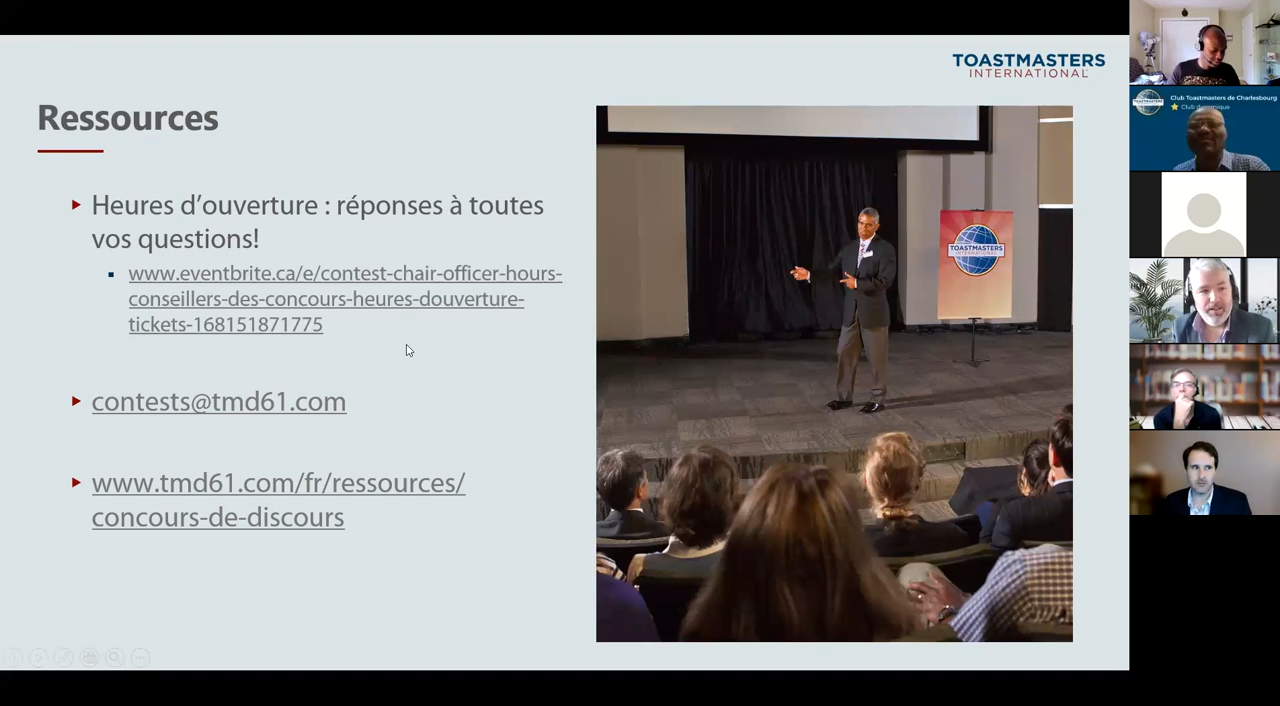 TOASTMASTERS
INTERNATIONAL
Ressources
Heures d’ouverture : réponses à toutes
vos questions!
www.eventbrite.ca/e/contest-chair-officer-hours-
conseillers-des-concours-heures-douverture-
tickets-168151871775
contests@tmd61.com
www.tmd61.com/fr/ressources/
concours-de-discours
TOASTMASTERS
INTERNATIONAL
Club Toastmasters de Charlesbourg